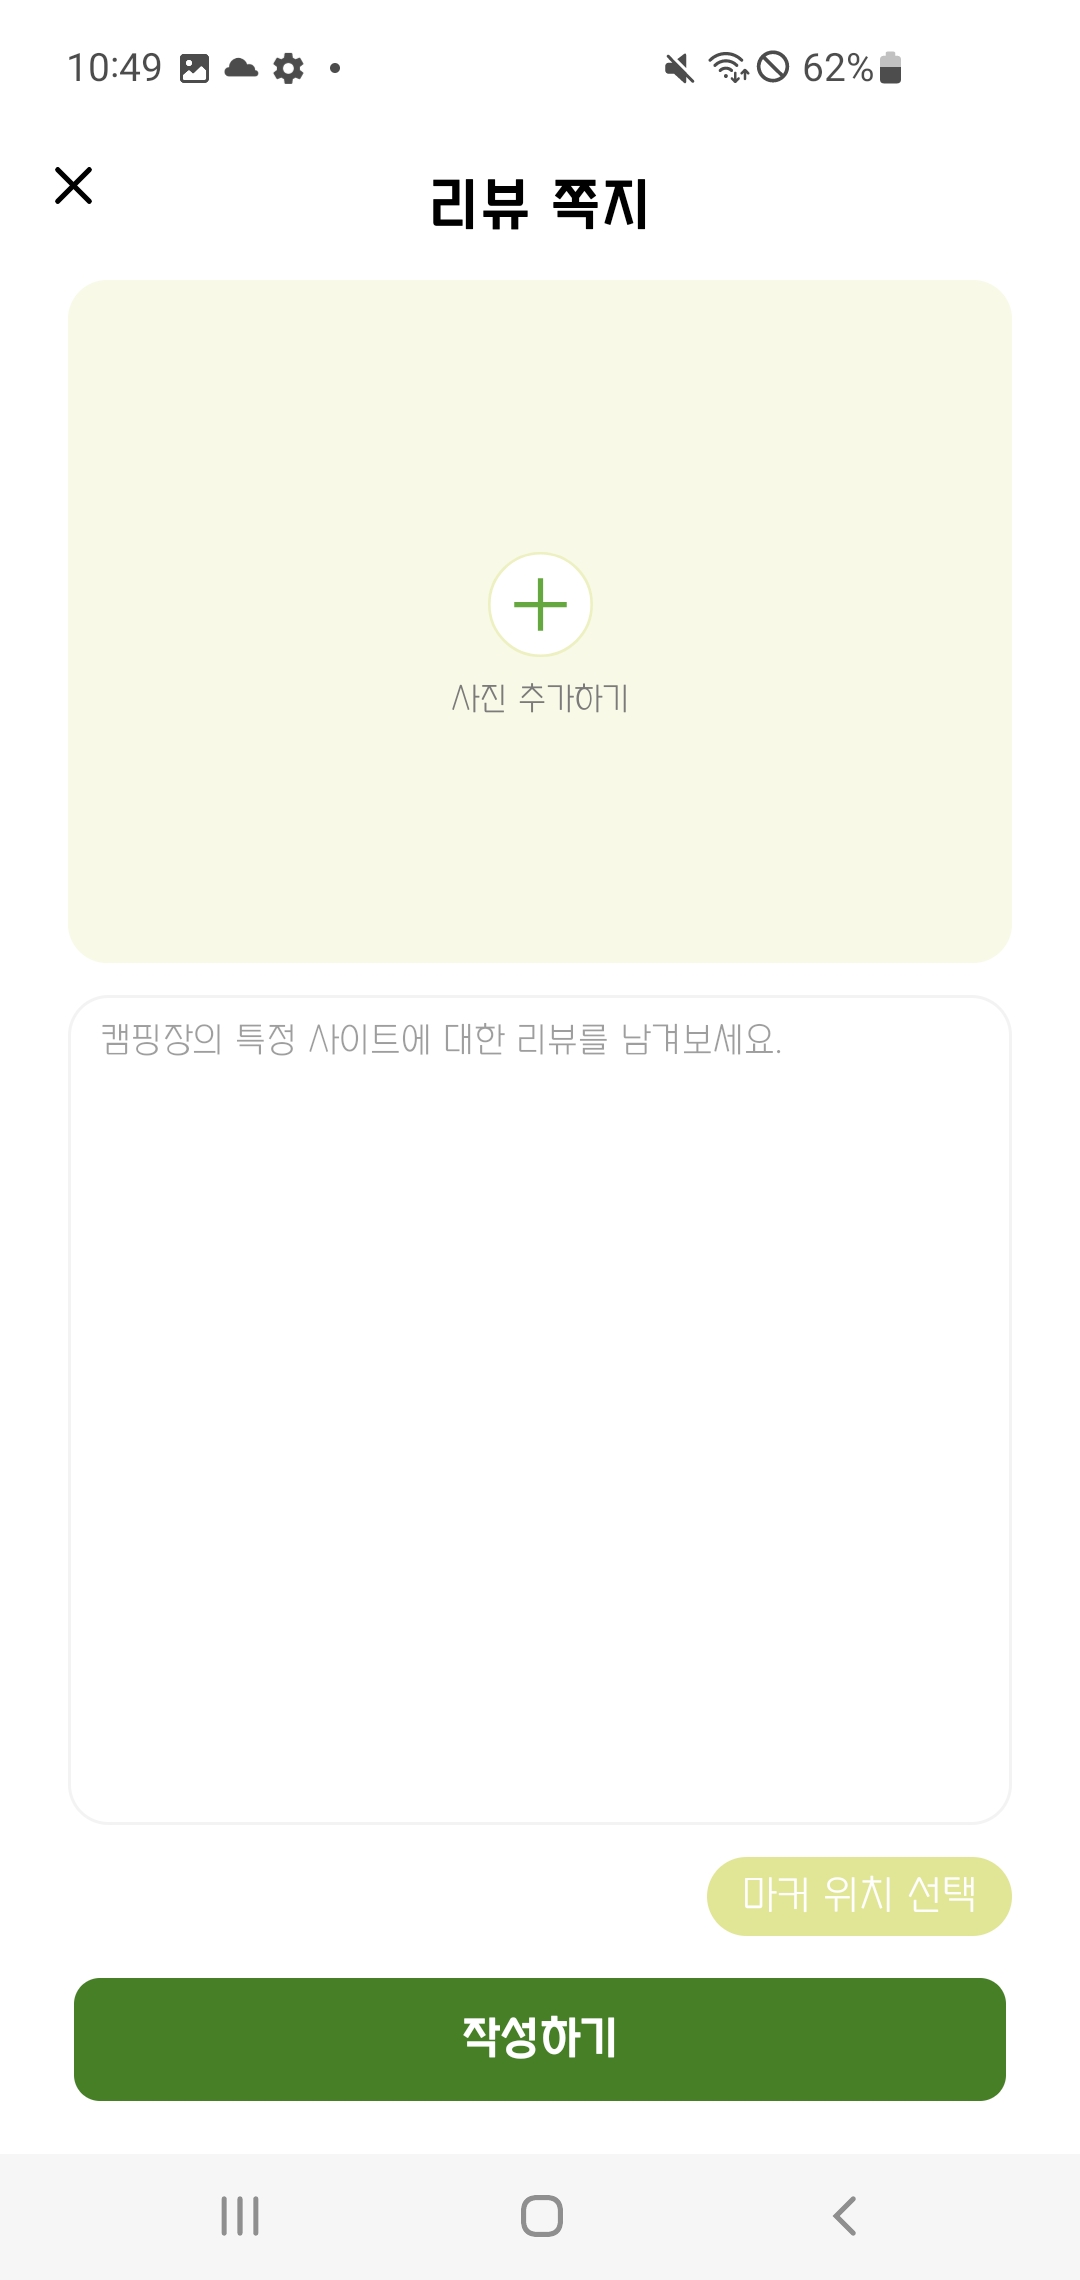 10:49
62%
리뷰 쪽지
사진 추가하기
캠핑장의 특정 사이트에 대한 리뷰를 남겨보세요.
마커 위치 선택
작성하기